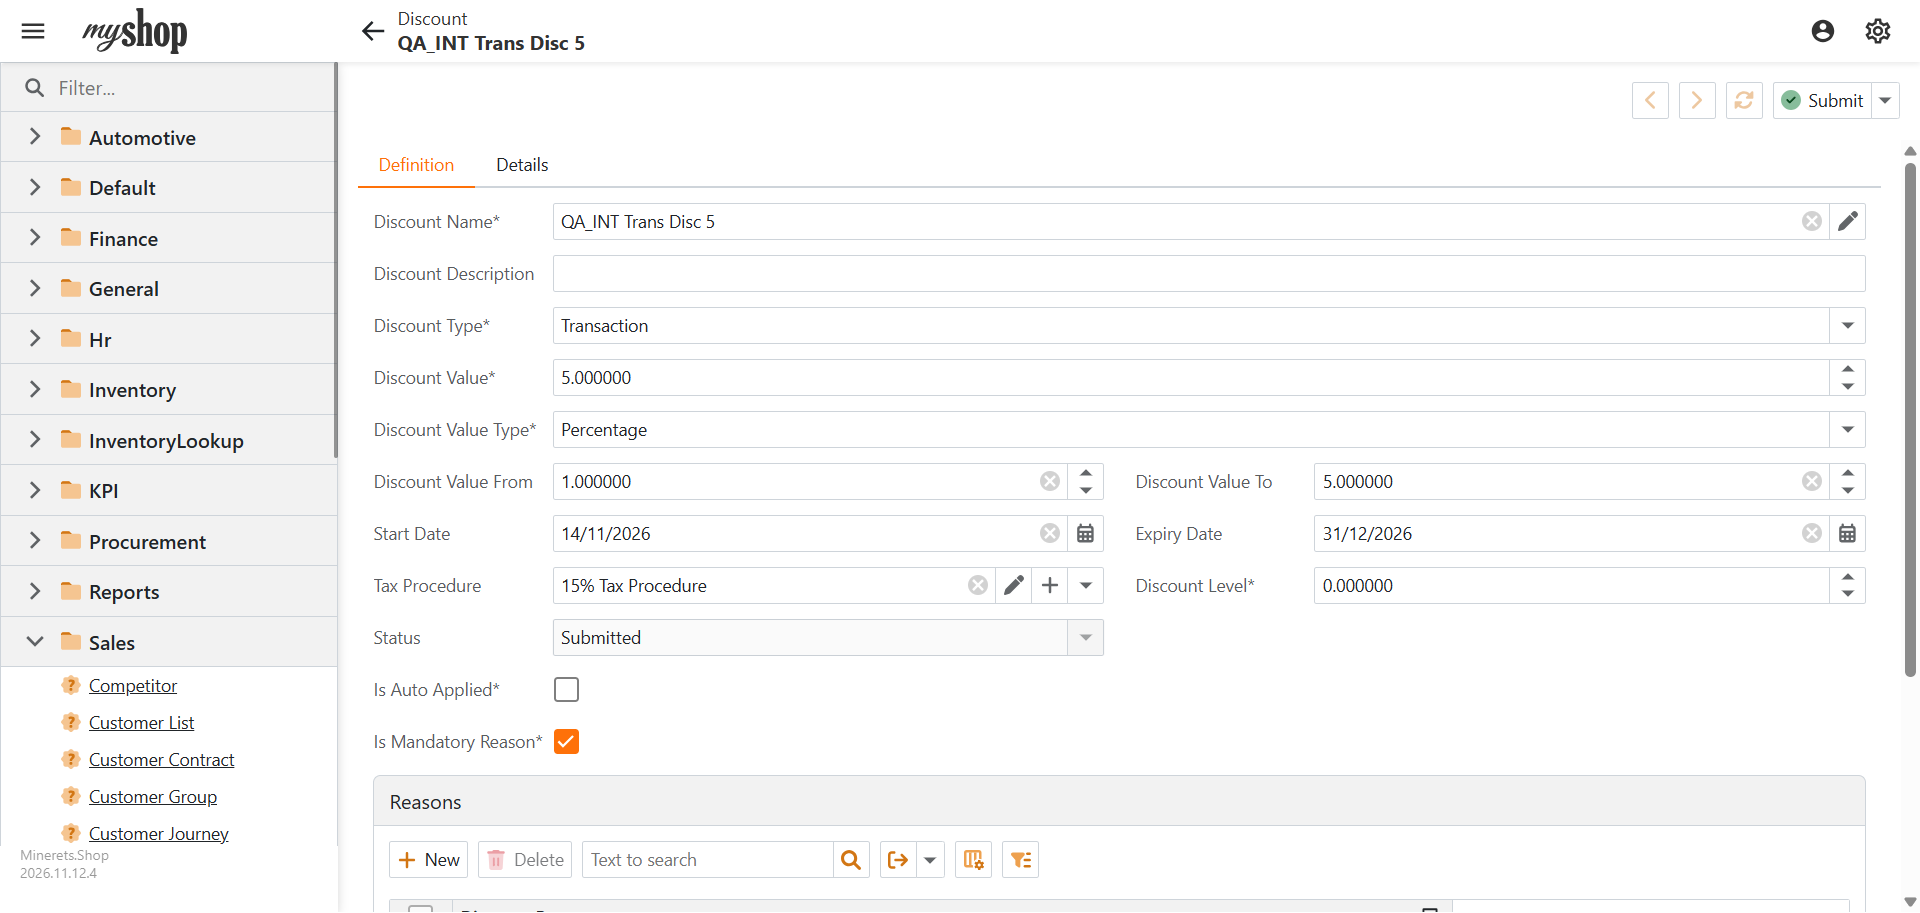 myshop
Discount
QA_INT Trans Disc 5
Filter...
Submit
Automotive
Default
Finance
General
Hr
Inventory
InventoryLookup
KPI
Procurement
Reports
Sales
Competitor
Customer List
Customer Contract
Customer Group
Customer Journey
Minerets.Shop
2026.11.12.4
Definition Details
Discount Name* QA_INT Trans Disc 5
Discount Description
Discount Type* Transaction
Discount Value* 5.000000
Discount Value Type* Percentage
Discount Value From 1.000000 Discount Value To 5.000000
Start Date 14/11/2026 Expiry Date 31/12/2026
Tax Procedure 15% Tax Procedure Discount Level* 0.000000
Status Submitted
Is Auto Applied*
Is Mandatory Reason*
Reasons
New Delete Text to search